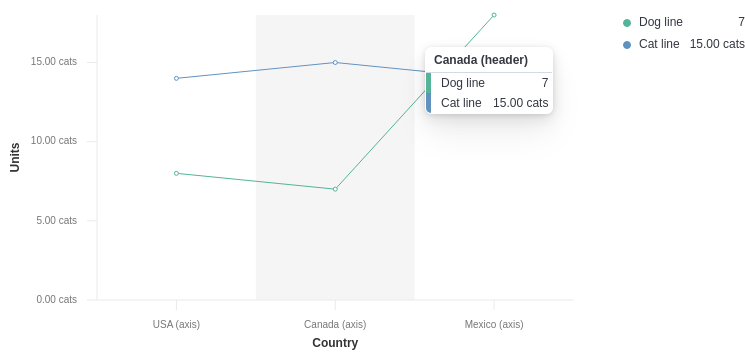 Dog line 7
Cat line 15.00 cats
15.00 cats
10.00 cats
5.00 cats
0.00 cats
Units
Canada (header)
Dog line 7
Cat line 15.00 cats
USA (axis) Canada (axis) Mexico (axis)
Country